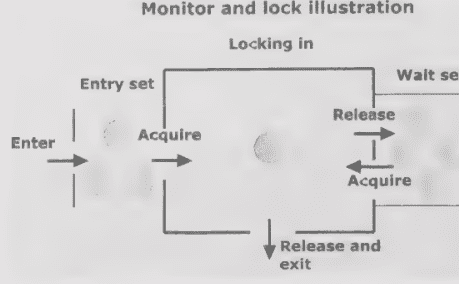 Monitor and lock illustration
Locking in
Wait se
Entry set
Release
Enter
Acquire
Acquire
Release and
exit